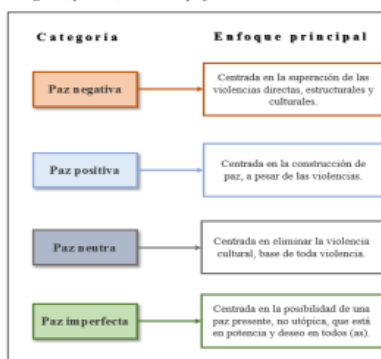 Categoría Enfoque principal
Paz negativa
Centrada en la superación de las
violencias directas, estructurales y
culturales.
Paz positiva
Centrada en la construcción de
paz, a pesar de las violencias.
Paz neutra
Centrada en eliminar la violencia
cultural, base de toda violencia.
Paz imperfecta
Centrada en la posibilidad de una
paz presente, no utópica, que está
en potencia y deseo en todos (as).